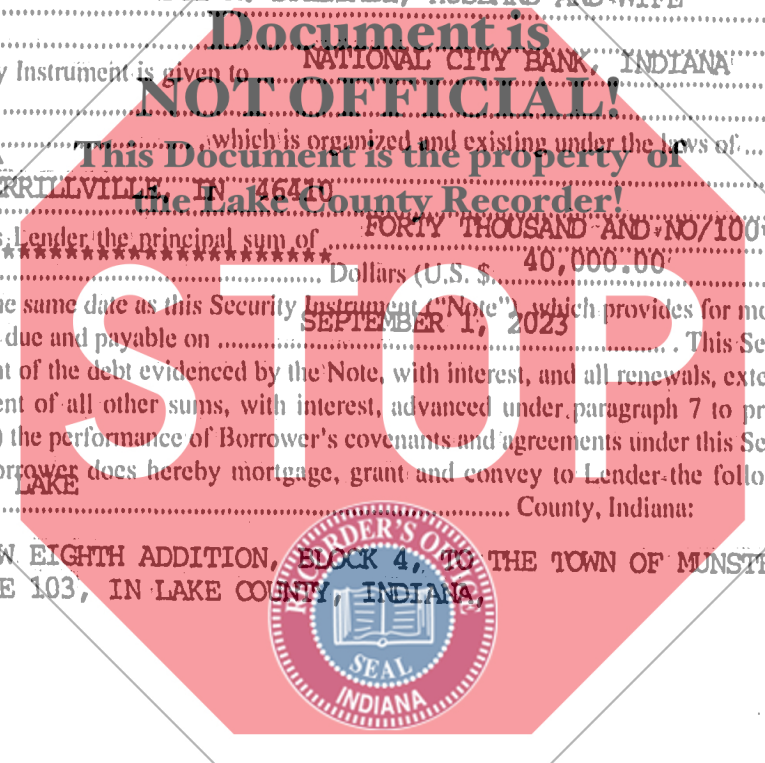 HUSBAND AND WIFE
Document is
y Instrument is given to NATIONAL CITY BANK, INDIANA
NOT OFFICIAL!
which is organized and existing under the laws of
This Document is the property of
RRILLVILLE, IN 46410
the Lake County Recorder!
Lender the principal sum of FORTY THOUSAND AND NO/100*
********************* Dollars (U.S. $ 40,000.00
STOP
e same date as this Security Instrument ("Note"), which provides for mo
due and payable on SEPTEMBER 1, 2023 . This Se
t of the debt evidenced by the Note, with interest, and all renewals, exte
ent of all other sums, with interest, advanced under paragraph 7 to pr
) the performance of Borrower's covenants and agreements under this Se
orrower does hereby mortgage, grant and convey to Lender the follo
LAKE County, Indiana:
W EIGHTH ADDITION, BLOCK 4, TO THE TOWN OF MUNSTE
E 103, IN LAKE COUNTY, INDIANA,
RECORDER'S OFFICE
SEAL
INDIANA